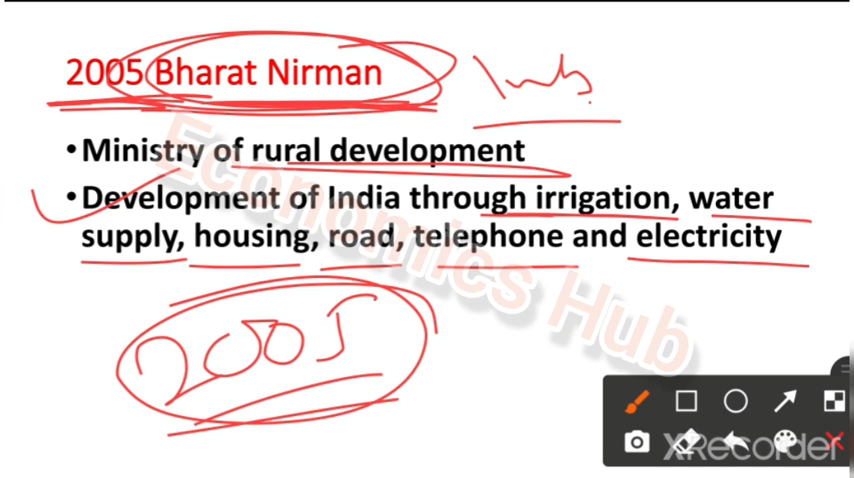 2005 Bharat Nirman
• Ministry of rural development
• Development of India through irrigation, water
supply, housing, road, telephone and electricity
2005
Economics Hub
XRecorder